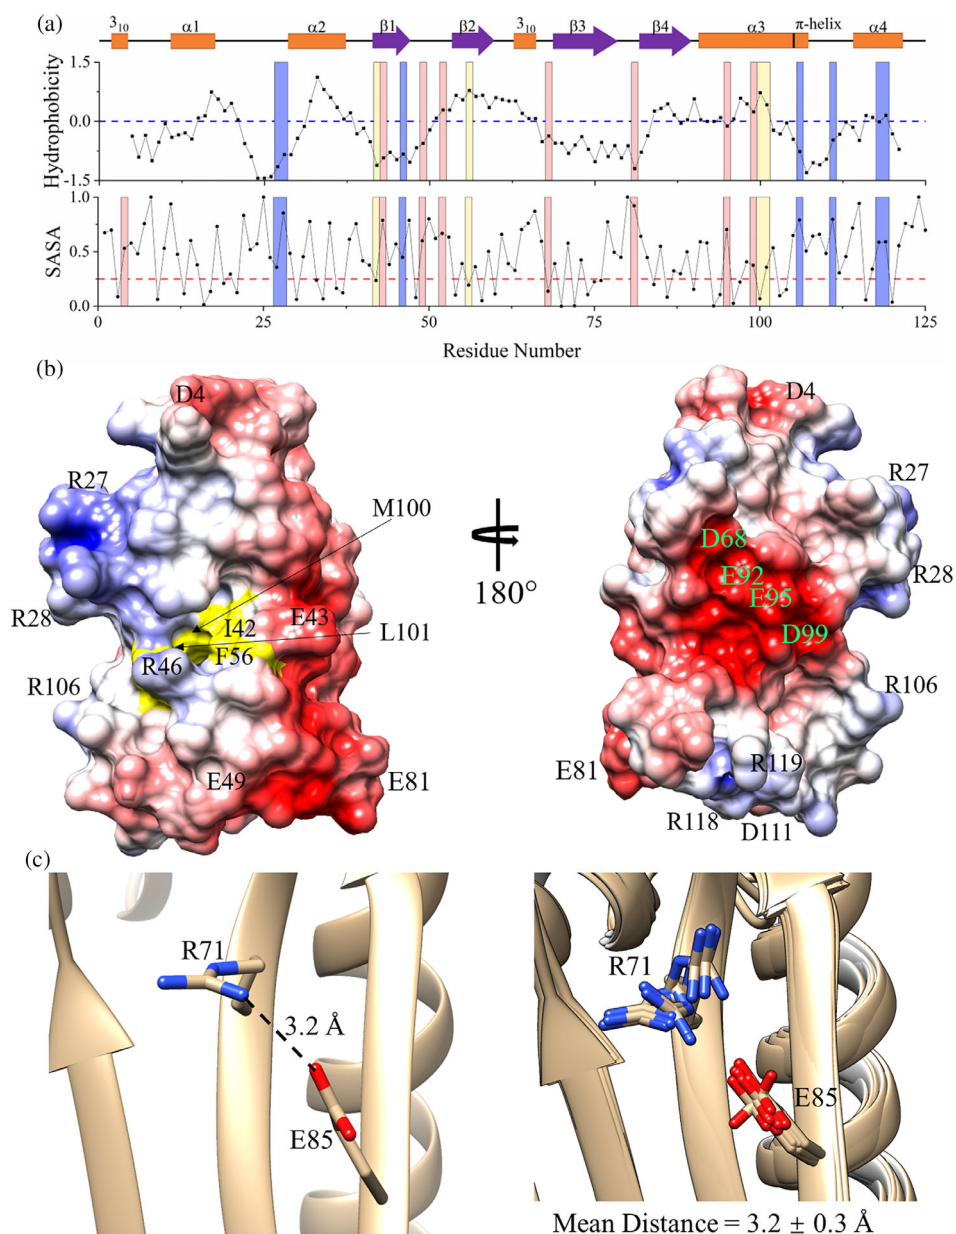 (a)
3₁₀ α1 α2 β1 β2 3₁₀ β3 β4 α3 π-helix α4
Hydrophobicity
1.5
0.0
-1.5
SASA
1.0
0.5
0.0
0 25 50 75 100 125
Residue Number
(b)
D4
R27
M100
R28
I42
E43
L101
F56
R46
R106
E49
E81
180°
D4
R27
D68
E92
R28
E95
D99
R106
E81
R119
R118
D111
(c)
R71
3.2 Å
E85
R71
E85
Mean Distance = 3.2 ± 0.3 Å